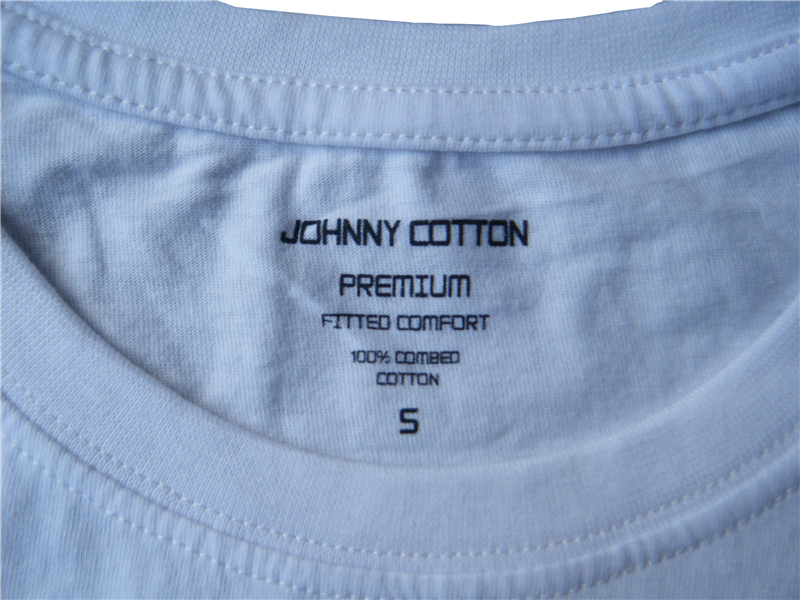 JOHNNY COTTON
PREMIUM
FITTED COMFORT
100% COMBED
COTTON
S